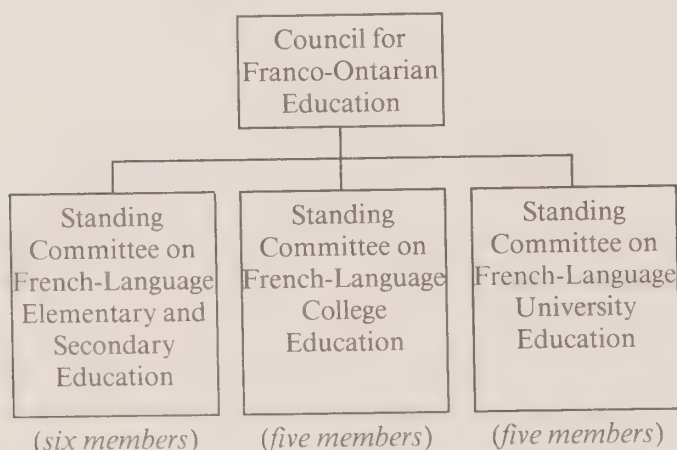 Council for
Franco-Ontarian
Education
Standing
Committee on
French-Language
Elementary and
Secondary
Education
(six members)
Standing
Committee on
French-Language
College
Education
(five members)
Standing
Committee on
French-Language
University
Education
(five members)